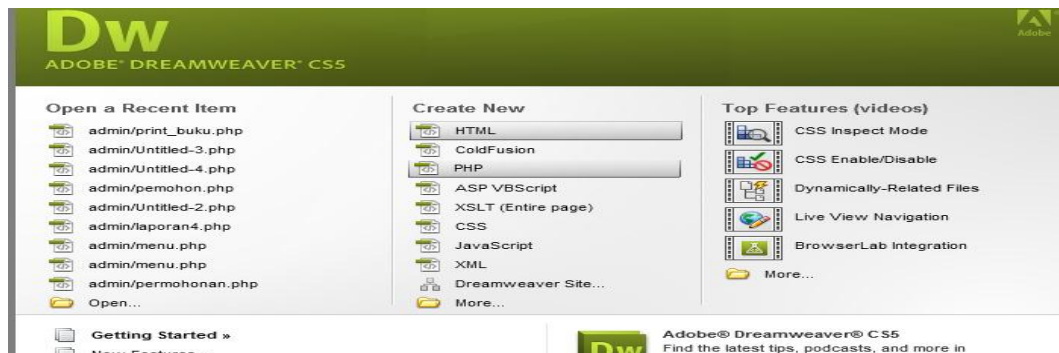 Dw
ADOBE® DREAMWEAVER® CS5
Adobe
Open a Recent Item
admin/print_buku.php
admin/Untitled-3.php
admin/Untitled-4.php
admin/pemohon.php
admin/Untitled-2.php
admin/laporan4.php
admin/menu.php
admin/menu.php
admin/permohonan.php
Open...
Create New
HTML
ColdFusion
PHP
ASP VBScript
XSLT (Entire page)
CSS
JavaScript
XML
Dreamweaver Site...
More...
Top Features (videos)
CSS Inspect Mode
CSS Enable/Disable
Dynamically-Related Files
Live View Navigation
BrowserLab Integration
More...
Getting Started »
New Features
Dw
Adobe® Dreamweaver® CS5
Find the latest tips, podcasts, and more in